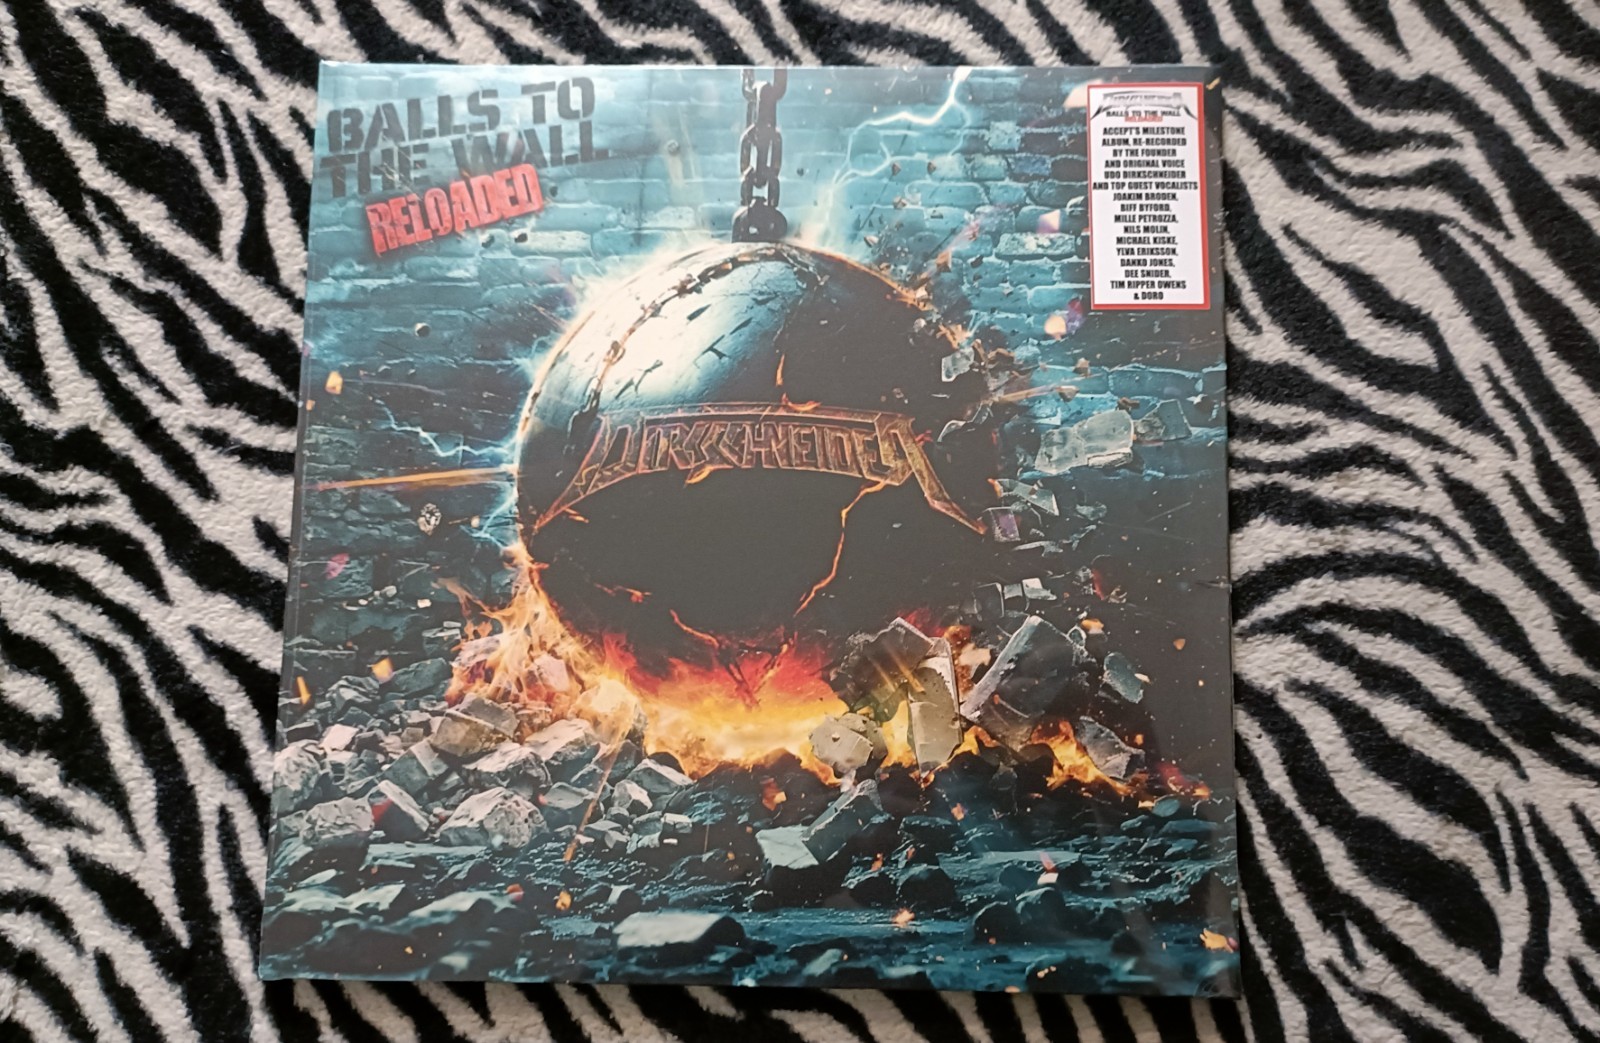 BALLS TO
THE WALL
RELOADED
DIRKSCHNEIDER
DIRKSCHNEIDER
BALLS TO THE WALL
RELOADED
ACCEPT'S MILESTONE
ALBUM, RE-RECORDED
BY THE FOUNDER
AND ORIGINAL VOICE
UDO DIRKSCHNEIDER
AND TOP GUEST VOCALISTS
JOAKIM BRODEN,
BIFF BYFORD,
MILLE PETROZZA,
NILS MOLIN,
MICHAEL KISKE,
YLVA ERIKSSON,
DANKO JONES,
DEE SNIDER,
TIM RIPPER OWENS
& DORO